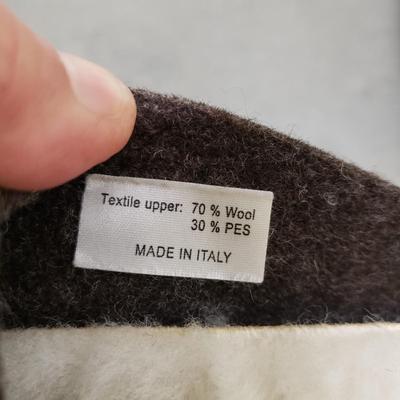 Textile upper: 70 % Wool
30 % PES
MADE IN ITALY